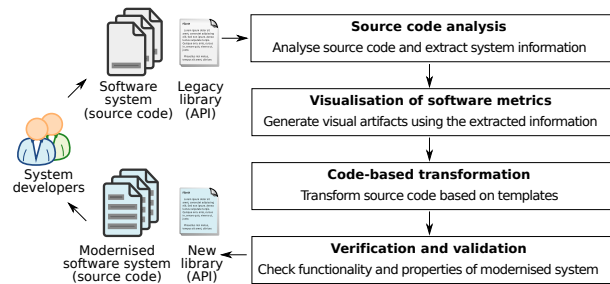 Source code analysis
Analyse source code and extract system information
Software
system
(source code)
Legacy
library
(API)
Visualisation of software metrics
Generate visual artifacts using the extracted information
System
developers
Code-based transformation
Transform source code based on templates
Modernised
software system
(source code)
New
library
(API)
Verification and validation
Check functionality and properties of modernised system